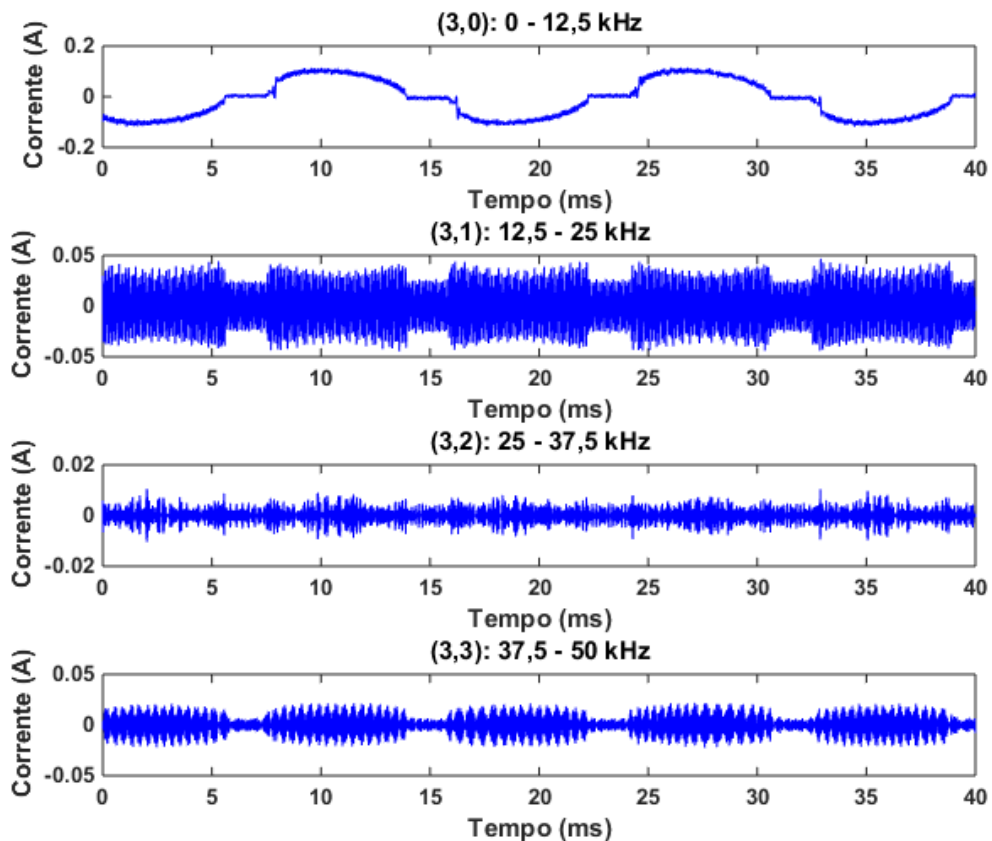 (3,0): 0 - 12,5 kHz
Corrente (A)
0.2
0
-0.2
0 5 10 15 20 25 30 35 40
Tempo (ms)
(3,1): 12,5 - 25 kHz
Corrente (A)
0.05
0
-0.05
0 5 10 15 20 25 30 35 40
Tempo (ms)
(3,2): 25 - 37,5 kHz
Corrente (A)
0.02
0
-0.02
0 5 10 15 20 25 30 35 40
Tempo (ms)
(3,3): 37,5 - 50 kHz
Corrente (A)
0.05
0
-0.05
0 5 10 15 20 25 30 35 40
Tempo (ms)